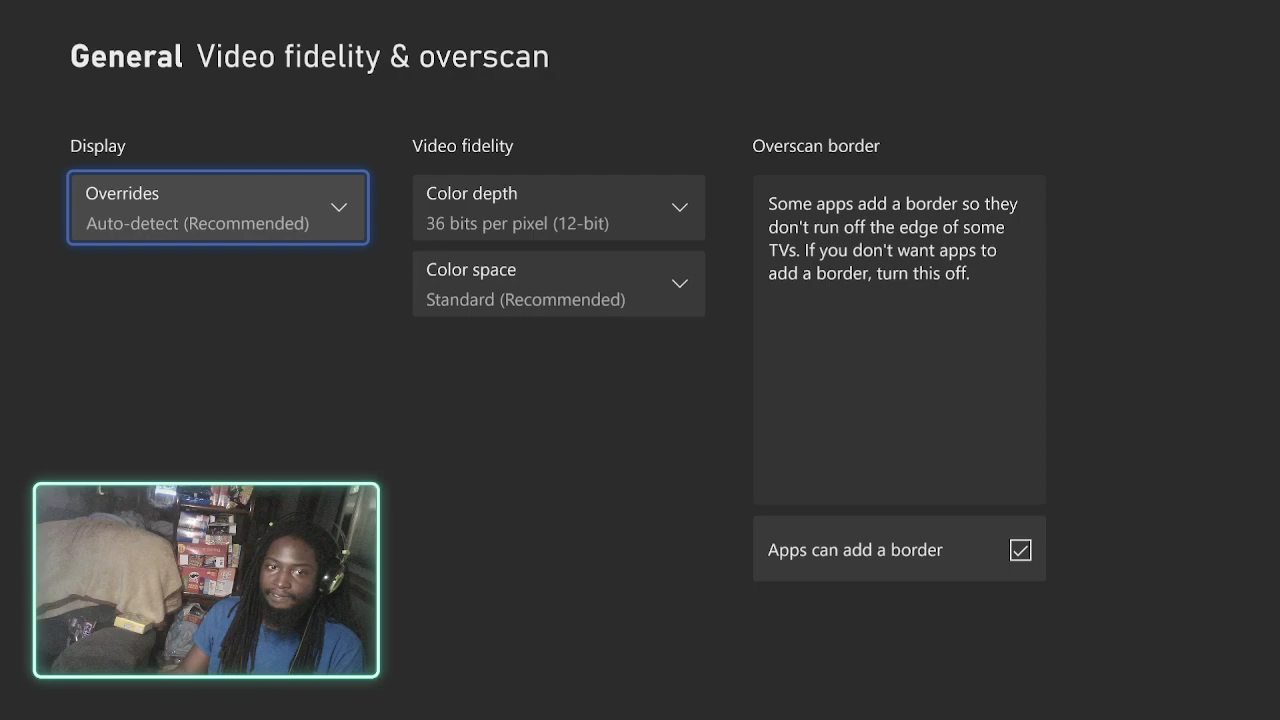 General Video fidelity & overscan
Display
Overrides
Auto-detect (Recommended)
Video fidelity
Color depth
36 bits per pixel (12-bit)
Color space
Standard (Recommended)
Overscan border
Some apps add a border so they
don't run off the edge of some
TVs. If you don't want apps to
add a border, turn this off.
Apps can add a border